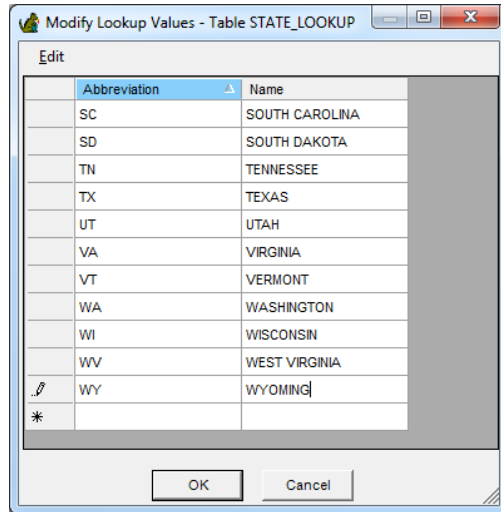 Modify Lookup Values - Table STATE_LOOKUP
Edit
Abbreviation Name
SC SOUTH CAROLINA
SD SOUTH DAKOTA
TN TENNESSEE
TX TEXAS
UT UTAH
VA VIRGINIA
VT VERMONT
WA WASHINGTON
WI WISCONSIN
WV WEST VIRGINIA
WY WYOMING
OK Cancel